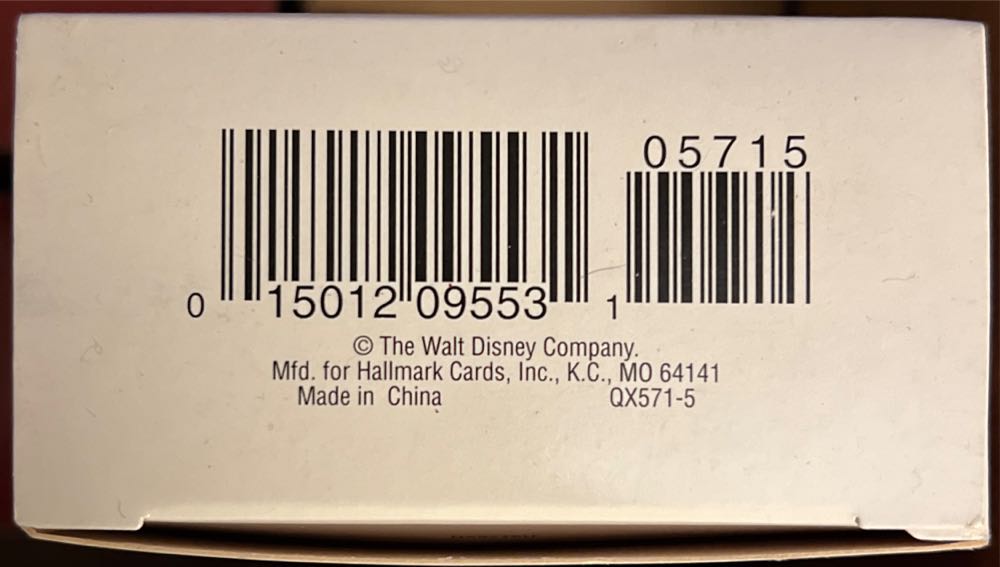 05715
0 15012 09553 1
© The Walt Disney Company.
Mfd. for Hallmark Cards, Inc., K.C., MO 64141
Made in China QX571-5